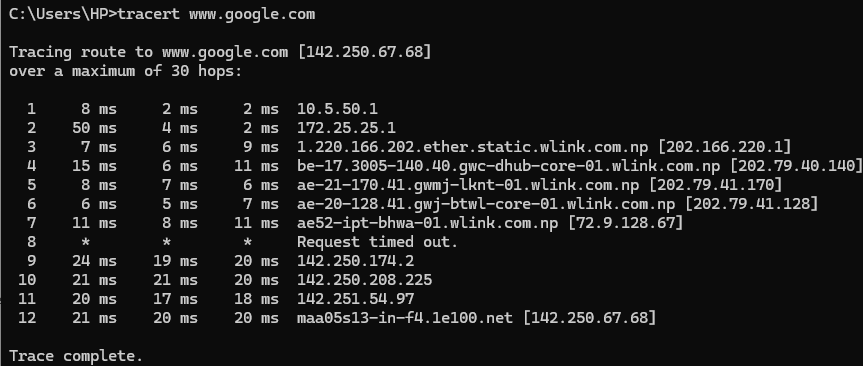 C:\Users\HP>tracert www.google.com
Tracing route to www.google.com [142.250.67.68]
over a maximum of 30 hops:
1 8 ms 2 ms 2 ms 10.5.50.1
2 50 ms 4 ms 2 ms 172.25.25.1
3 7 ms 6 ms 9 ms 1.220.166.202.ether.static.wlink.com.np [202.166.220.1]
4 15 ms 6 ms 11 ms be-17.3005-140.40.gwc-dhub-core-01.wlink.com.np [202.79.40.140]
5 8 ms 7 ms 6 ms ae-21-170.41.gwmj-lknt-01.wlink.com.np [202.79.41.170]
6 6 ms 5 ms 7 ms ae-20-128.41.gwj-btwl-core-01.wlink.com.np [202.79.41.128]
7 11 ms 8 ms 11 ms ae52-ipt-bhwa-01.wlink.com.np [72.9.128.67]
8 * * * Request timed out.
9 24 ms 19 ms 20 ms 142.250.174.2
10 21 ms 21 ms 20 ms 142.250.208.225
11 20 ms 17 ms 18 ms 142.251.54.97
12 21 ms 20 ms 20 ms maa05s13-in-f4.1e100.net [142.250.67.68]
Trace complete.